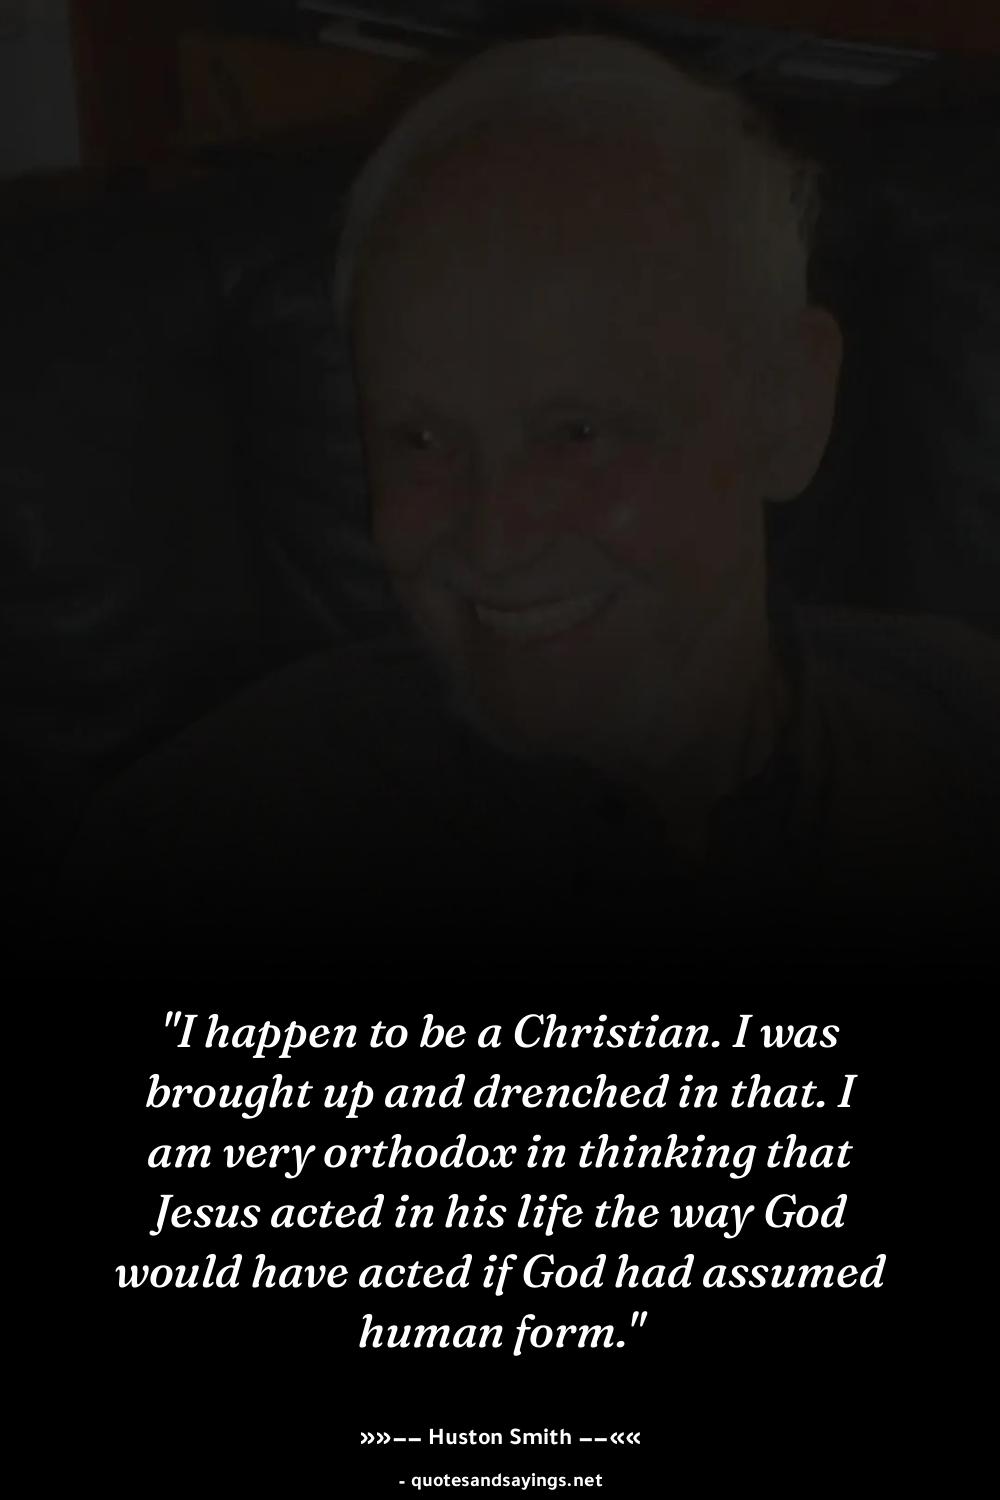 "I happen to be a Christian. I was
brought up and drenched in that. I
am very orthodox in thinking that
Jesus acted in his life the way God
would have acted if God had assumed
human form."
»»–– Huston Smith ––««
- quotesandsayings.net